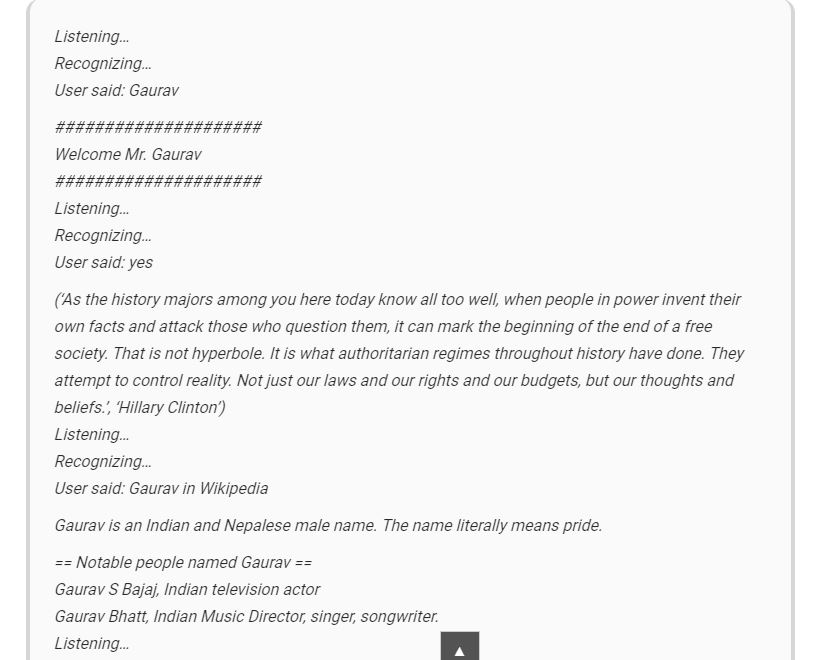 Listening…
Recognizing…
User said: Gaurav
#####################
Welcome Mr. Gaurav
#####################
Listening…
Recognizing…
User said: yes
(‘As the history majors among you here today know all too well, when people in power invent their
own facts and attack those who question them, it can mark the beginning of the end of a free
society. That is not hyperbole. It is what authoritarian regimes throughout history have done. They
attempt to control reality. Not just our laws and our rights and our budgets, but our thoughts and
beliefs.’, ‘Hillary Clinton’)
Listening…
Recognizing…
User said: Gaurav in Wikipedia
Gaurav is an Indian and Nepalese male name. The name literally means pride.
== Notable people named Gaurav ==
Gaurav S Bajaj, Indian television actor
Gaurav Bhatt, Indian Music Director, singer, songwriter.
Listening…